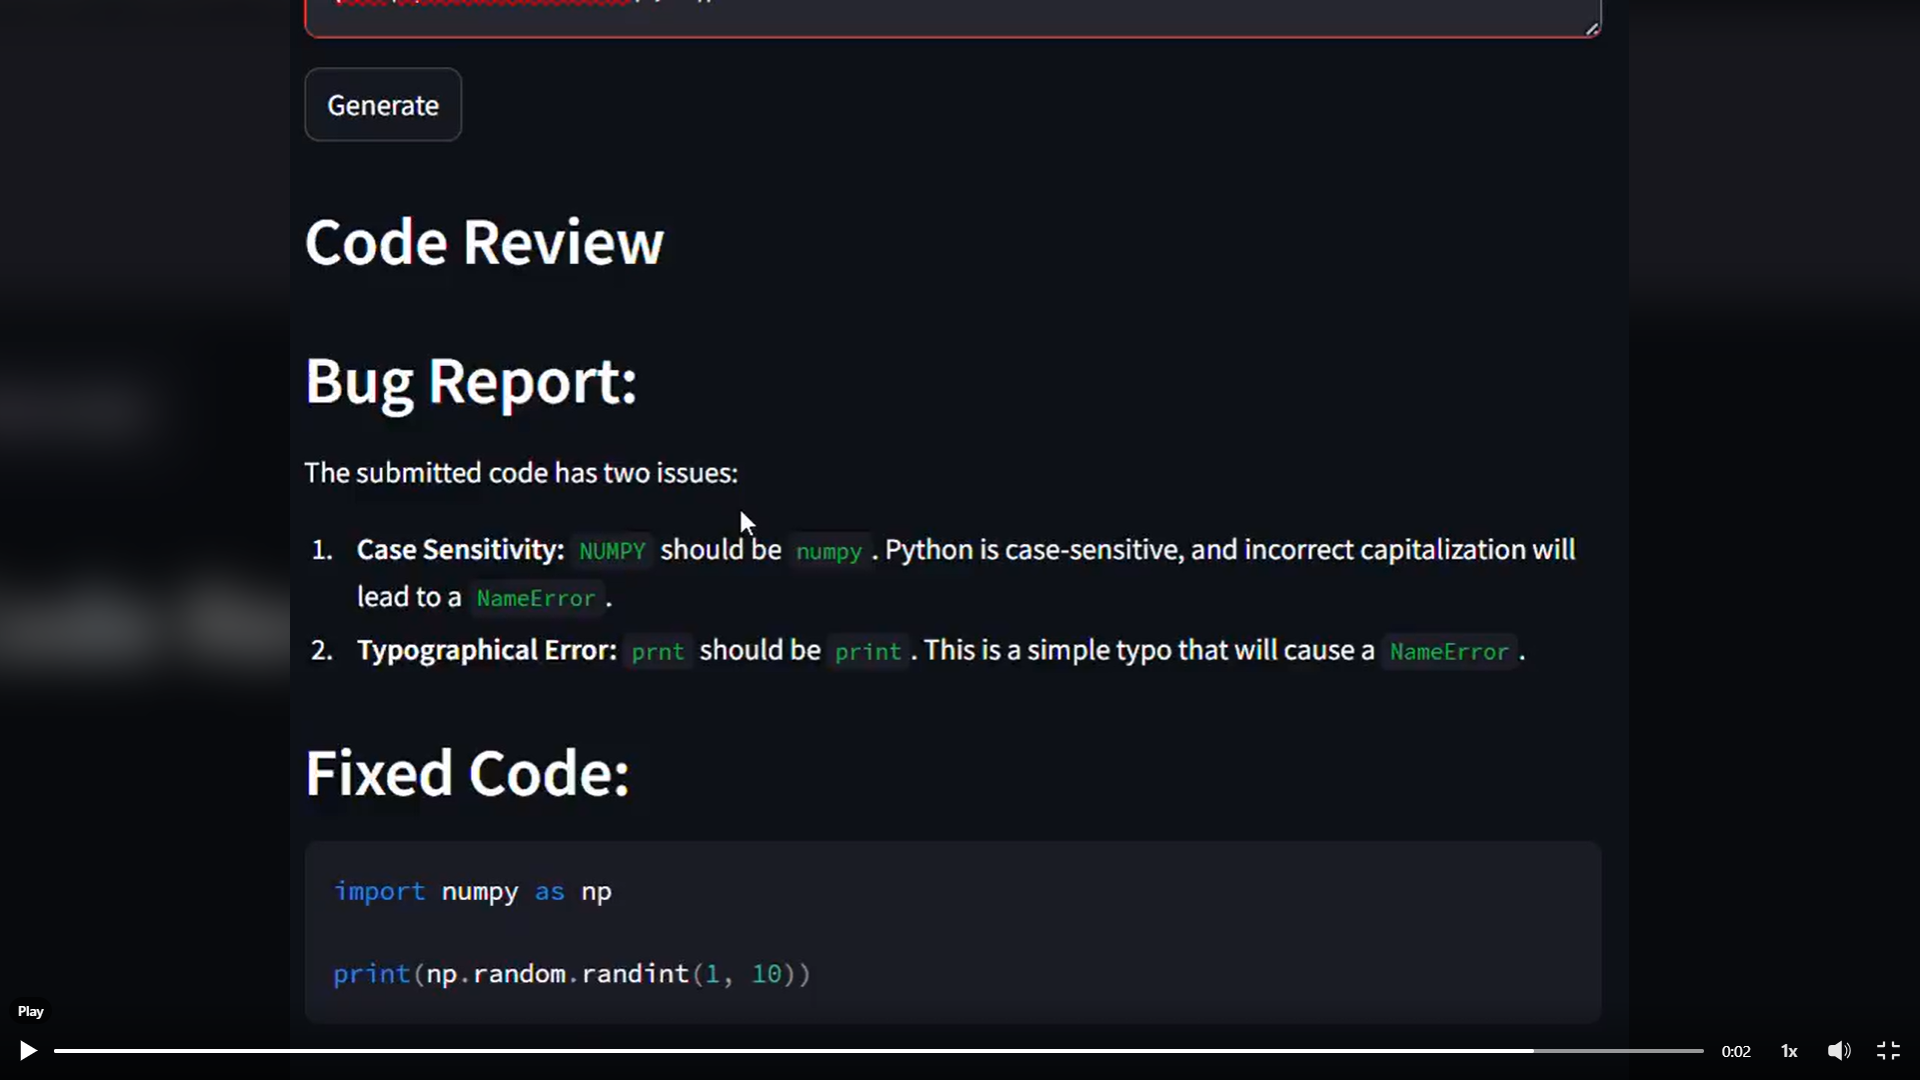 Generate
Code Review
Bug Report:
The submitted code has two issues:
1. Case Sensitivity: NUMPY should be numpy. Python is case-sensitive, and incorrect capitalization will
lead to a NameError.
2. Typographical Error: prnt should be print. This is a simple typo that will cause a NameError.
Fixed Code:
import numpy as np
print(np.random.randint(1, 10))
Play
0:02 1x